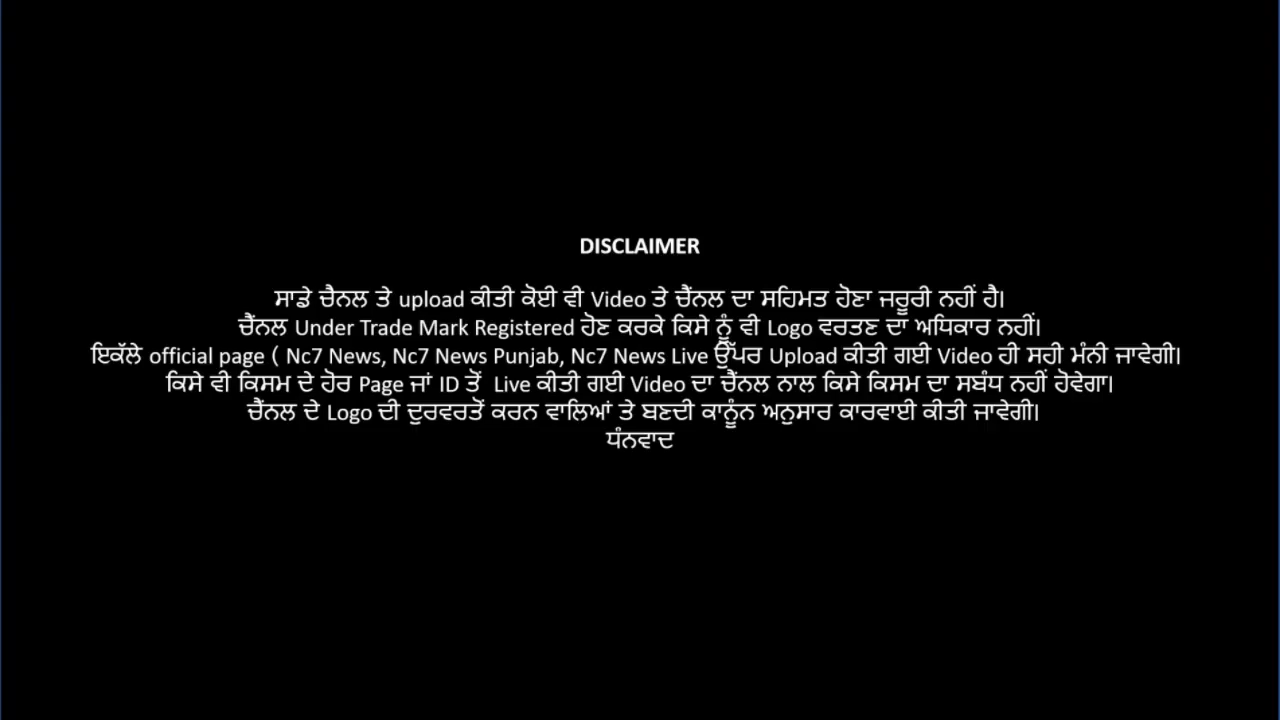 DISCLAIMER
ਸਾਡੇ ਚੈਨਲ ਤੇ upload ਕੀਤੀ ਕੋਈ ਵੀ Video ਤੇ ਚੈੱਨਲ ਦਾ ਸਹਿਮਤ ਹੋਣਾ ਜਰੂਰੀ ਨਹੀਂ ਹੈ।
ਚੈੱਨਲ Under Trade Mark Registered ਹੋਣ ਕਰਕੇ ਕਿਸੇ ਨੂੰ ਵੀ Logo ਵਰਤਣ ਦਾ ਅਧਿਕਾਰ ਨਹੀਂ।
ਇਕੱਲੇ official page ( Nc7 News, Nc7 News Punjab, Nc7 News Live ਉੱਪਰ Upload ਕੀਤੀ ਗਈ Video ਹੀ ਸਹੀ ਮੰਨੀ ਜਾਵੇਗੀ।
ਕਿਸੇ ਵੀ ਕਿਸਮ ਦੇ ਹੋਰ Page ਜਾਂ ID ਤੋਂ Live ਕੀਤੀ ਗਈ Video ਦਾ ਚੈੱਨਲ ਨਾਲ ਕਿਸੇ ਕਿਸਮ ਦਾ ਸਬੰਧ ਨਹੀਂ ਹੋਵੇਗਾ।
ਚੈੱਨਲ ਦੇ Logo ਦੀ ਦੁਰਵਰਤੋਂ ਕਰਨ ਵਾਲਿਆਂ ਤੇ ਬਣਦੀ ਕਾਨੂੰਨ ਅਨੁਸਾਰ ਕਾਰਵਾਈ ਕੀਤੀ ਜਾਵੇਗੀ।
ਧੰਨਵਾਦ